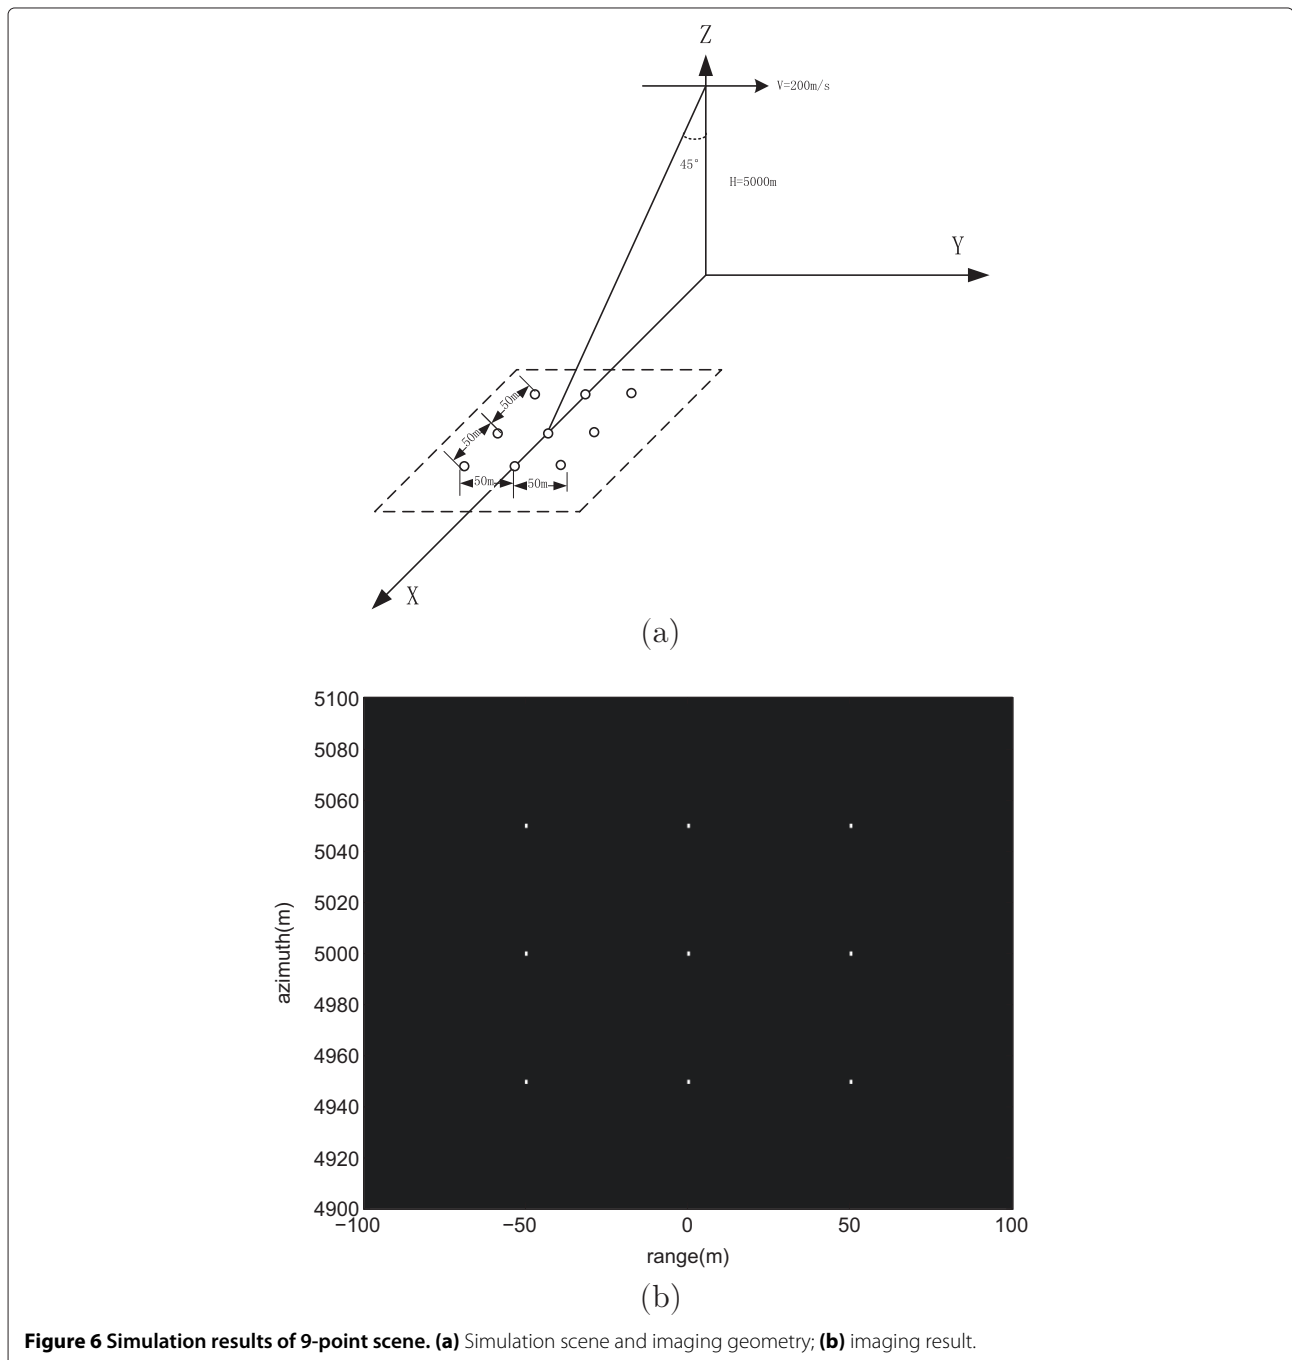 Z
V=200m/s
45°
H=5000m
Y
50m
50m
50m
50m
X
(a)
5100
5080
5060
5040
5020
5000
4980
4960
4940
4920
4900
azimuth(m)
−100
−50
0
50
100
range(m)
(b)
Figure 6 Simulation results of 9-point scene. (a) Simulation scene and imaging geometry; (b) imaging result.